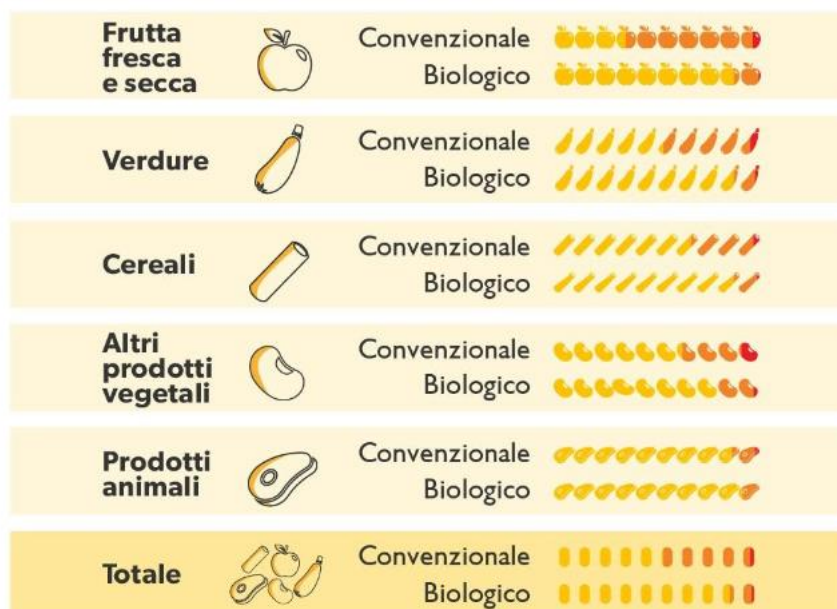 Frutta
fresca
e secca
Convenzionale
Biologico
Verdure
Convenzionale
Biologico
Cereali
Convenzionale
Biologico
Altri
prodotti
vegetali
Convenzionale
Biologico
Prodotti
animali
Convenzionale
Biologico
Totale
Convenzionale
Biologico